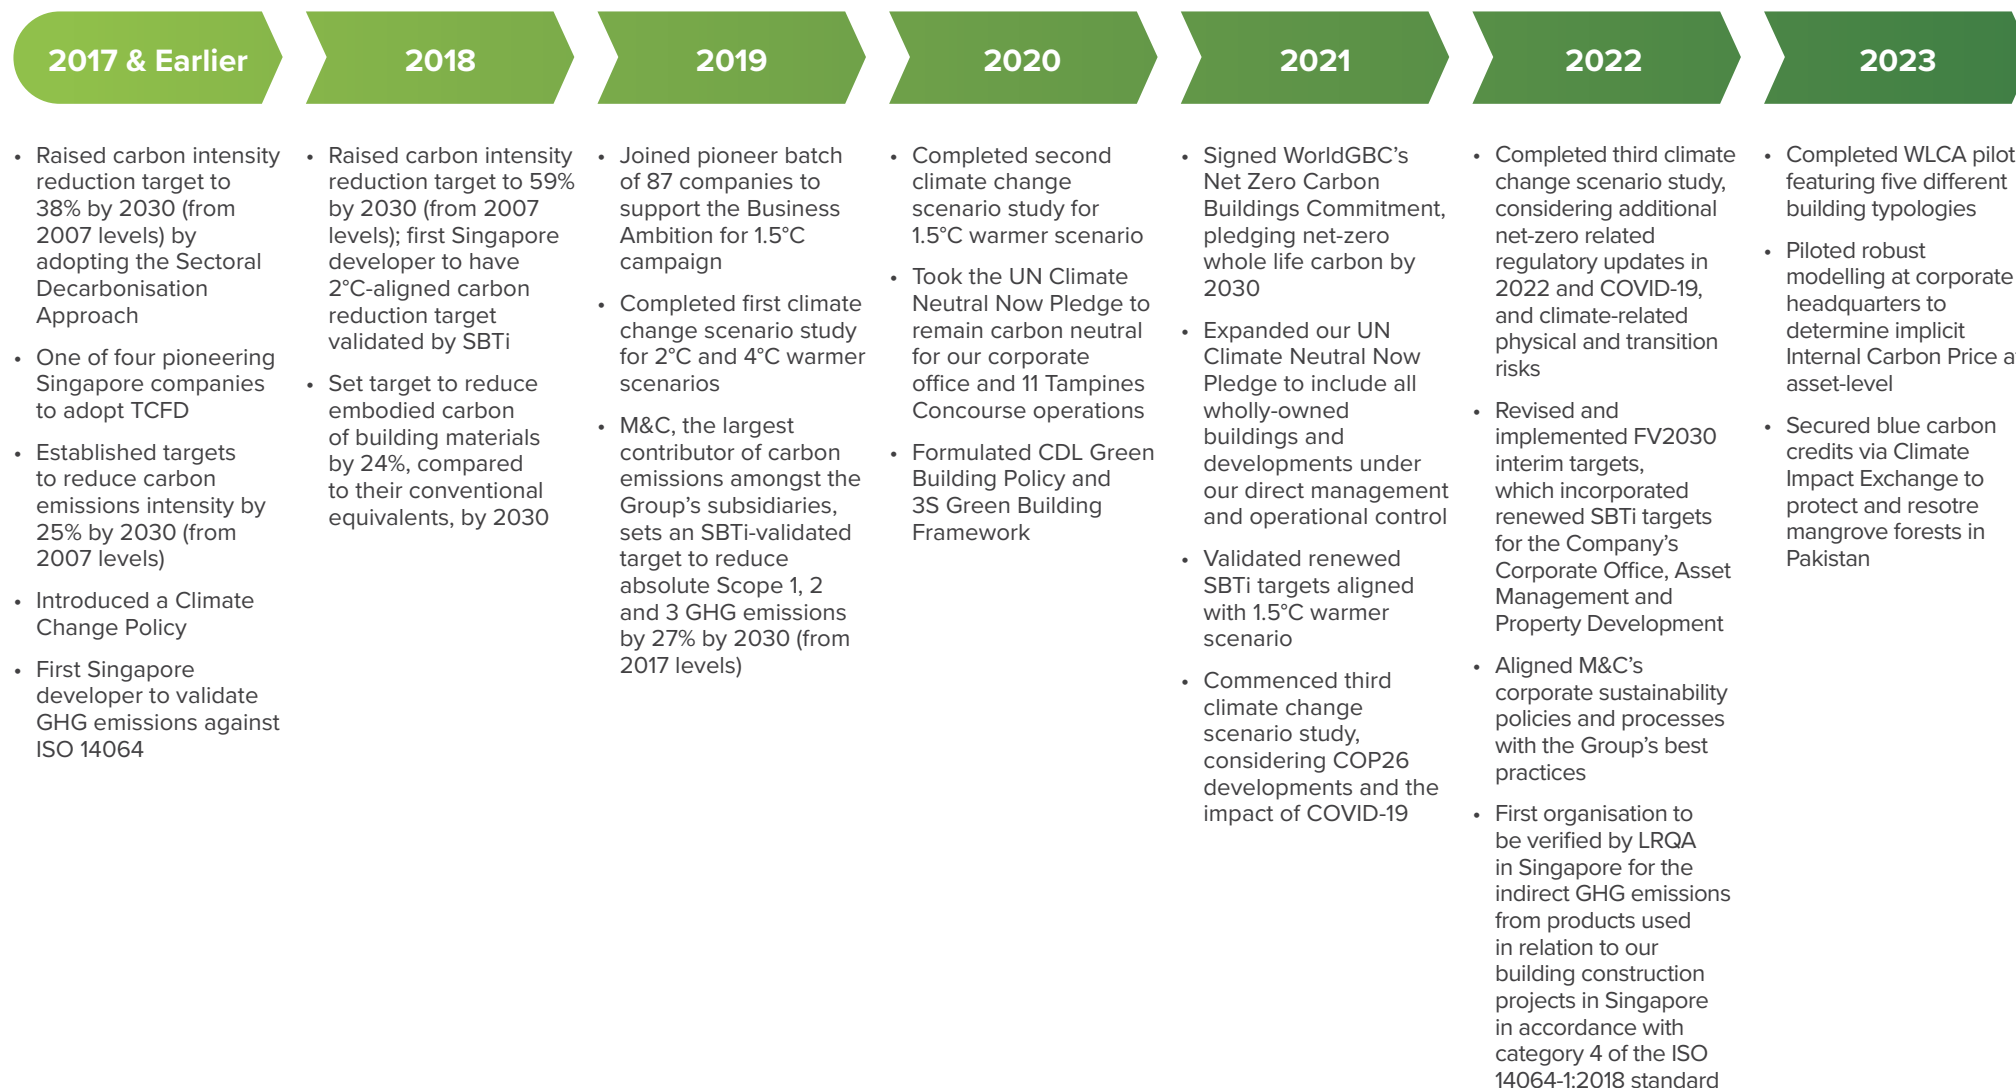 2017 & Earlier
• Raised carbon intensity
reduction target to
38% by 2030 (from
2007 levels) by
adopting the Sectoral
Decarbonisation
Approach
• One of four pioneering
Singapore companies
to adopt TCFD
• Established targets
to reduce carbon
emissions intensity by
25% by 2030 (from
2007 levels)
• Introduced a Climate
Change Policy
• First Singapore
developer to validate
GHG emissions against
ISO 14064
2018
• Raised carbon intensity
reduction target to 59%
by 2030 (from 2007
levels); first Singapore
developer to have
2°C-aligned carbon
reduction target
validated by SBTi
• Set target to reduce
embodied carbon
of building materials
by 24%, compared
to their conventional
equivalents, by 2030
2019
• Joined pioneer batch
of 87 companies to
support the Business
Ambition for 1.5°C
campaign
• Completed first climate
change scenario study
for 2°C and 4°C warmer
scenarios
• M&C, the largest
contributor of carbon
emissions amongst the
Group's subsidiaries,
sets an SBTi-validated
target to reduce
absolute Scope 1, 2
and 3 GHG emissions
by 27% by 2030 (from
2017 levels)
2020
• Completed second
climate change
scenario study for
1.5°C warmer scenario
• Took the UN Climate
Neutral Now Pledge to
remain carbon neutral
for our corporate
office and 11 Tampines
Concourse operations
• Formulated CDL Green
Building Policy and
3S Green Building
Framework
2021
• Signed WorldGBC's
Net Zero Carbon
Buildings Commitment,
pledging net-zero
whole life carbon by
2030
• Expanded our UN
Climate Neutral Now
Pledge to include all
wholly-owned
buildings and
developments under
our direct management
and operational control
• Validated renewed
SBTi targets aligned
with 1.5°C warmer
scenario
• Commenced third
climate change
scenario study,
considering COP26
developments and the
impact of COVID-19
2022
• Completed third climate
change scenario study,
considering additional
net-zero related
regulatory updates in
2022 and COVID-19,
and climate-related
physical and transition
risks
• Revised and
implemented FV2030
interim targets,
which incorporated
renewed SBTi targets
for the Company's
Corporate Office, Asset
Management and
Property Development
• Aligned M&C's
corporate sustainability
policies and processes
with the Group's best
practices
• First organisation to
be verified by LRQA
in Singapore for the
indirect GHG emissions
from products used
in relation to our
building construction
projects in Singapore
in accordance with
category 4 of the ISO
14064-1:2018 standard
2023
• Completed WLCA pilot
featuring five different
building typologies
• Piloted robust
modelling at corporate
headquarters to
determine implicit
Internal Carbon Price
asset-level
• Secured blue carbon
credits via Climate
Impact Exchange to
protect and resotre
mangrove forests in
Pakistan